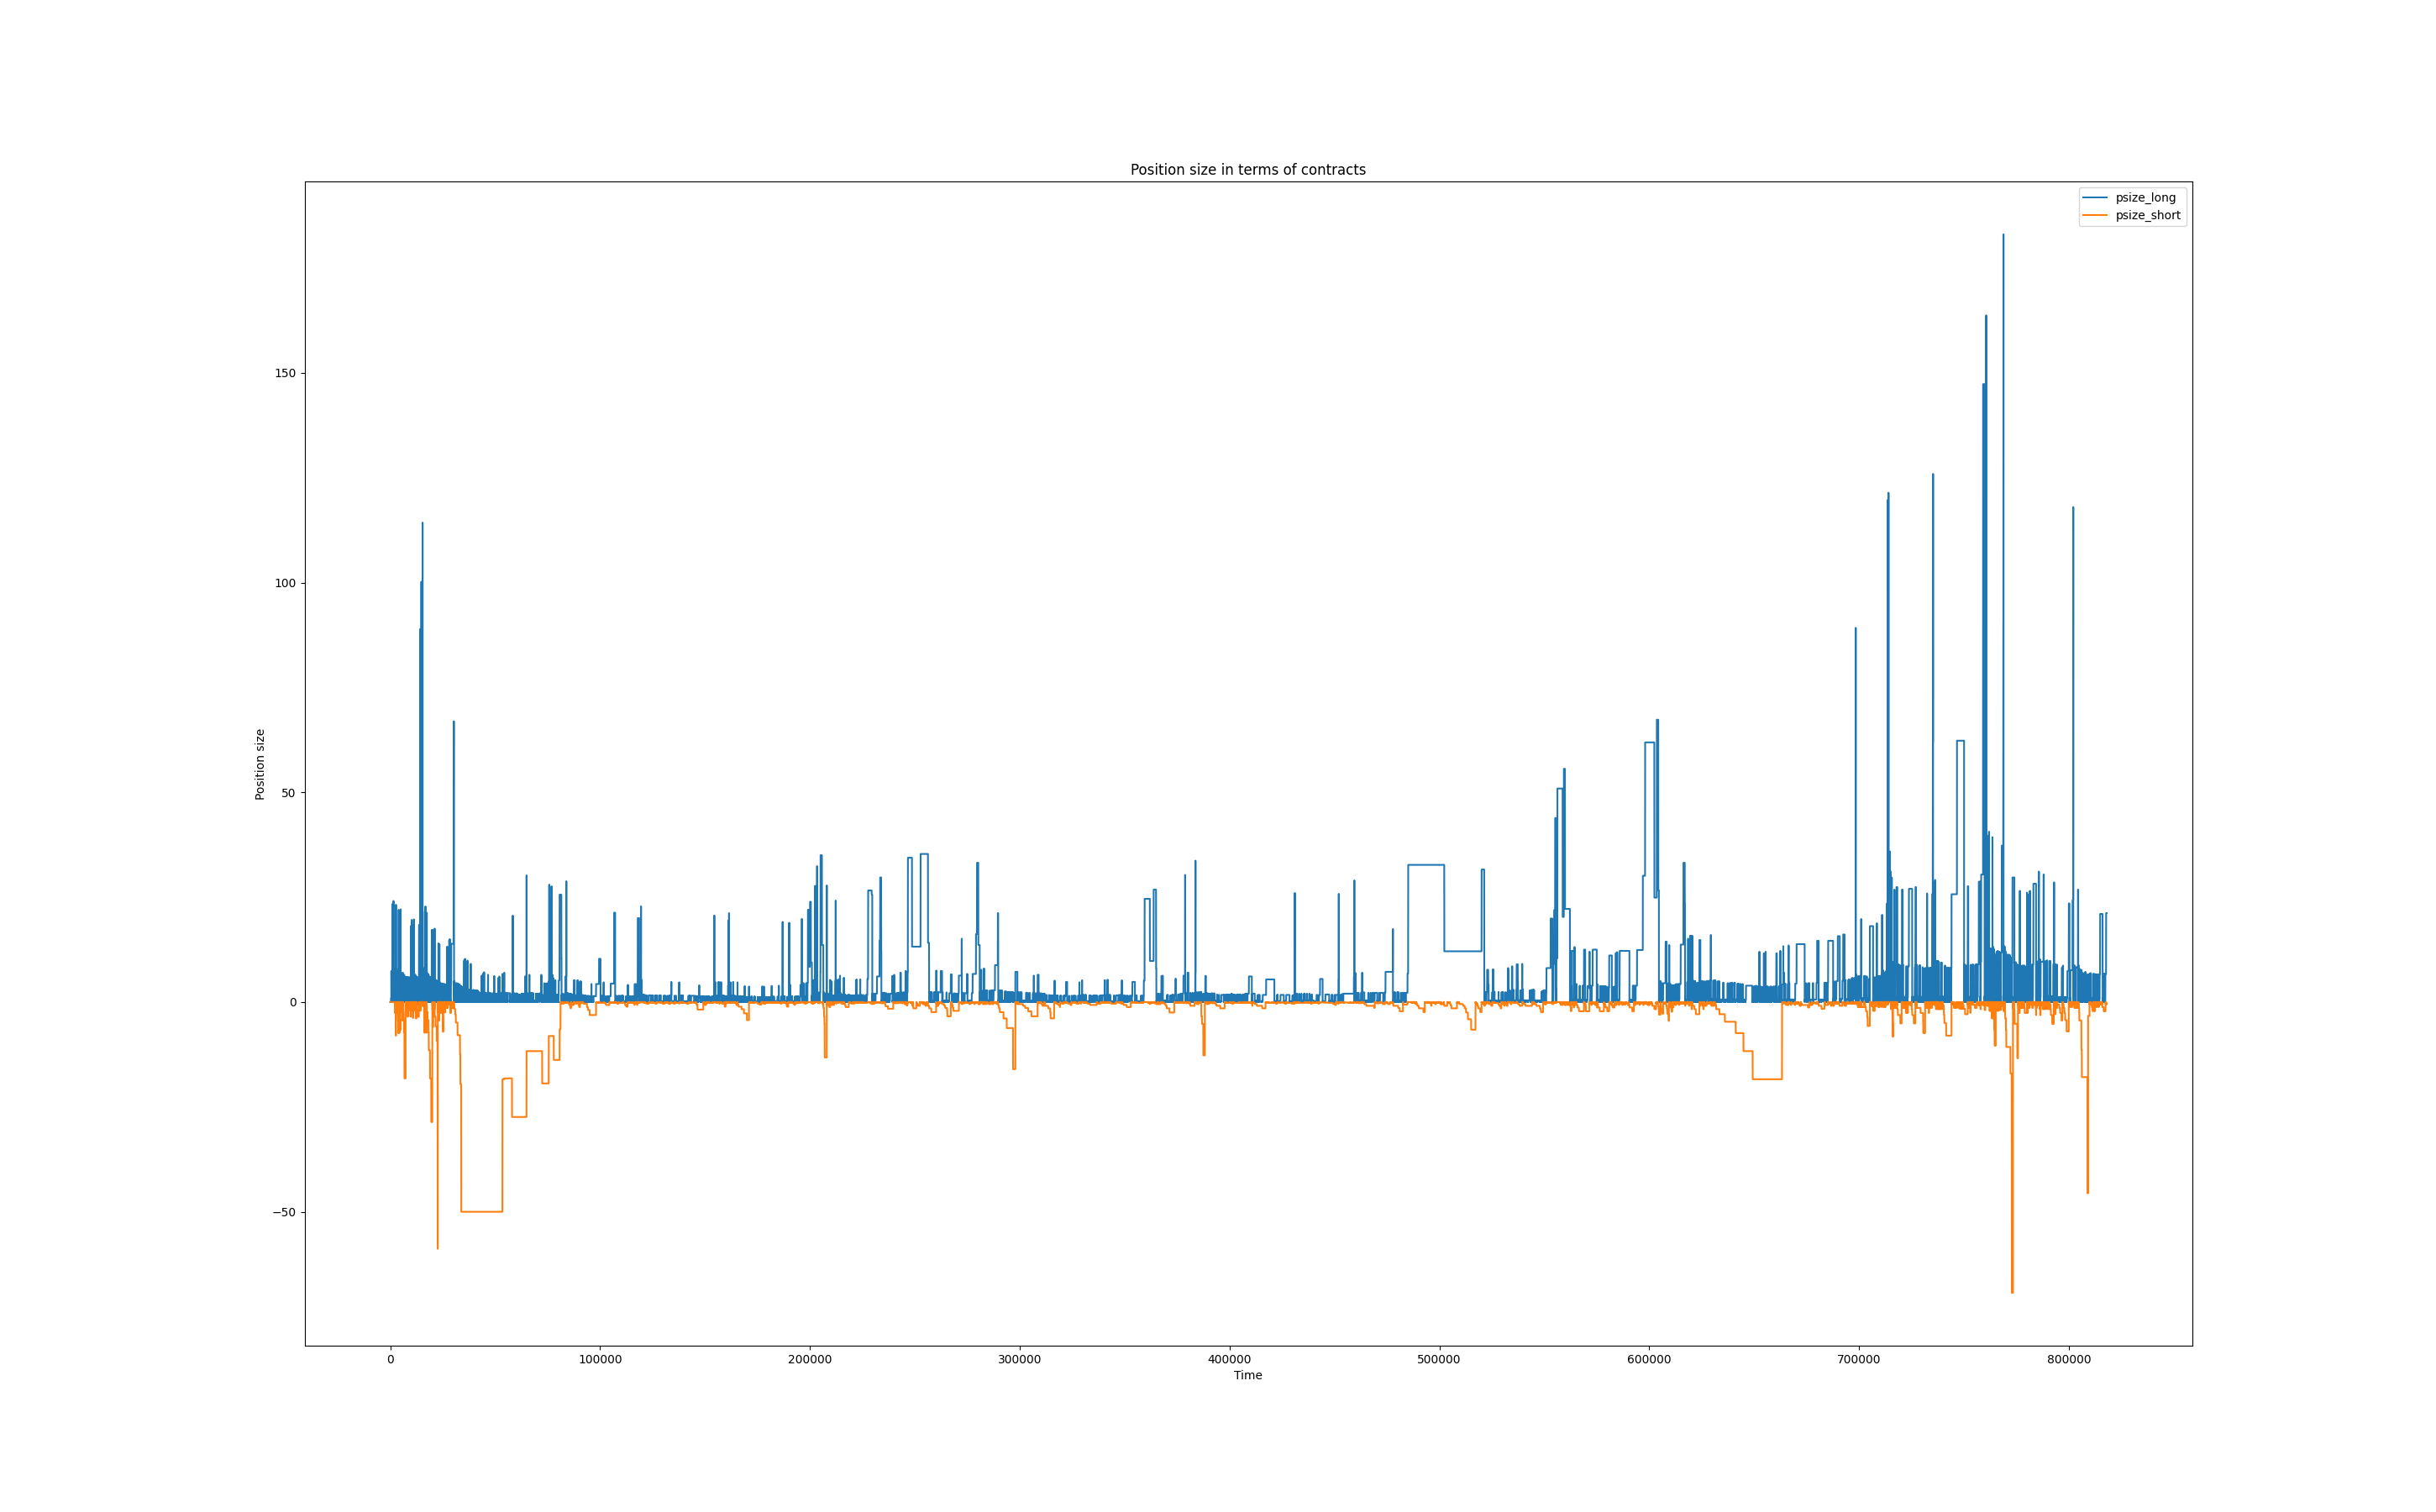 Position size in terms of contracts
psize_long
psize_short
150
100
50
0
−50
Position size
0 100000 200000 300000 400000 500000 600000 700000 800000
Time